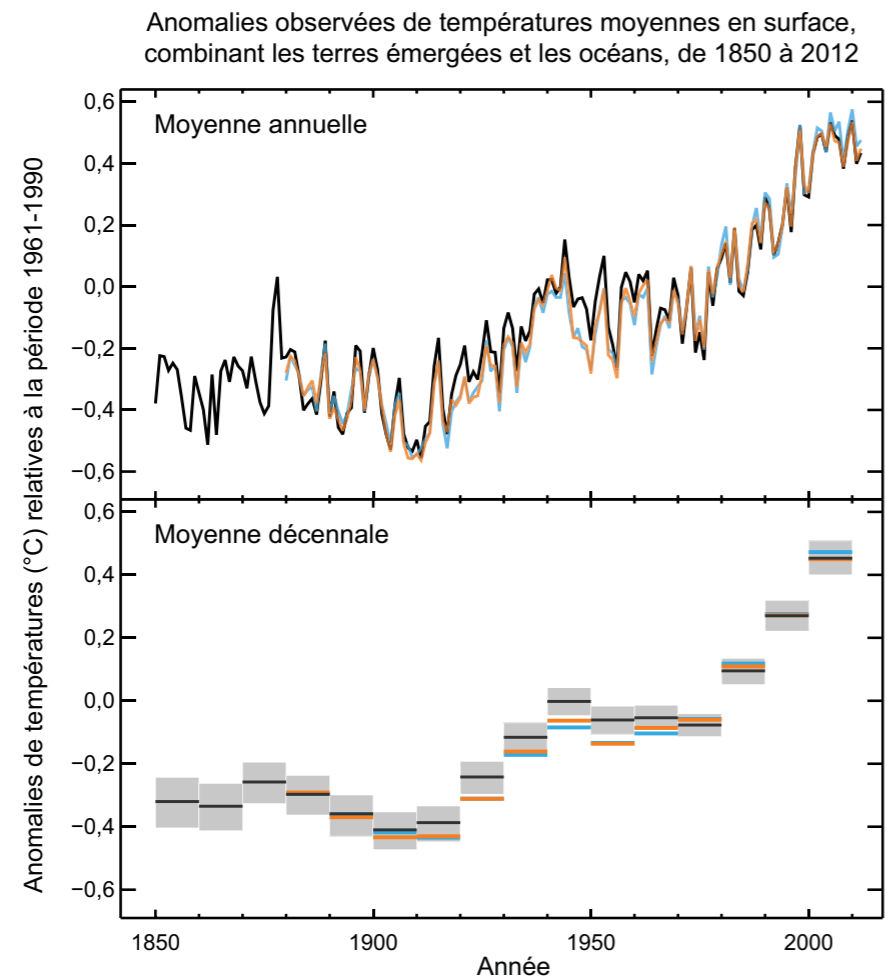 Anomalies observées de températures moyennes en surface,
combinant les terres émergées et les océans, de 1850 à 2012
Anomalies de températures (°C) relatives à la période 1961-1990
Moyenne annuelle
0,6
0,4
0,2
0,0
−0,2
−0,4
−0,6
Moyenne décennale
0,6
0,4
0,2
0,0
−0,2
−0,4
−0,6
1850 1900 1950 2000
Année